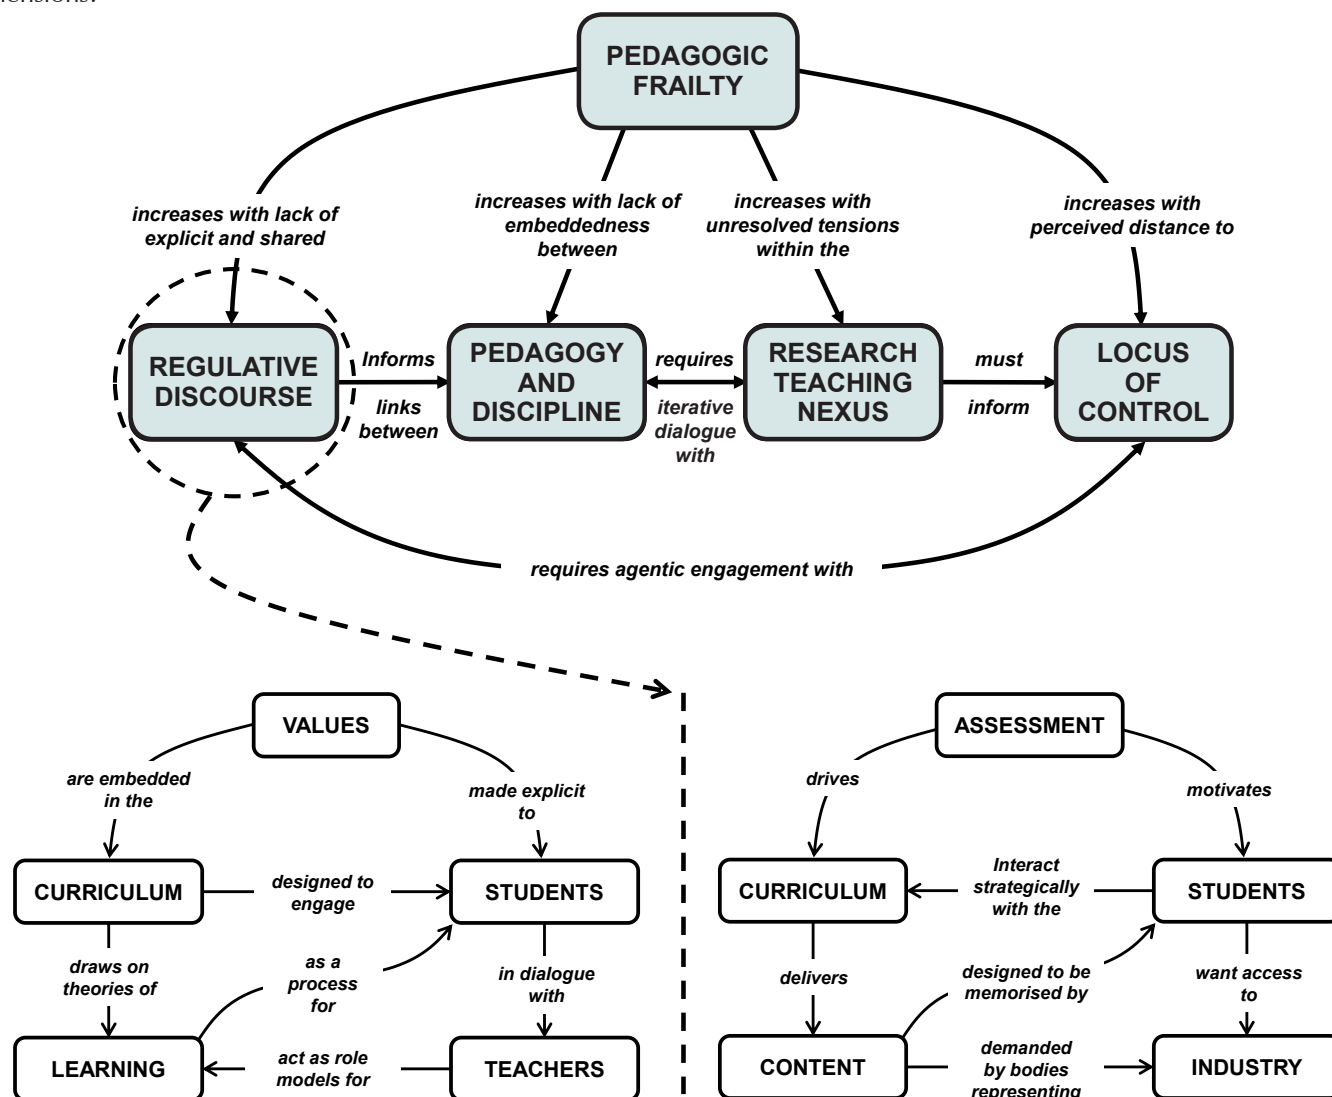 PEDAGOGIC
FRAILTY
increases with lack of
explicit and shared
increases with lack of
embeddedness
between
increases with
unresolved tensions
within the
increases with
perceived distance to
REGULATIVE
DISCOURSE
Informs
links
between
PEDAGOGY
AND
DISCIPLINE
requires
iterative
dialogue
with
RESEARCH
TEACHING
NEXUS
must
inform
LOCUS
OF
CONTROL
requires agentic engagement with
VALUES
are embedded
in the
made explicit
to
CURRICULUM
designed to
engage
STUDENTS
draws on
theories of
as a
process
for
in dialogue
with
LEARNING
act as role
models for
TEACHERS
ASSESSMENT
drives
motivates
CURRICULUM
Interact
strategically
with the
STUDENTS
delivers
designed to be
memorised by
want access
to
CONTENT
demanded
by bodies
representing
INDUSTRY